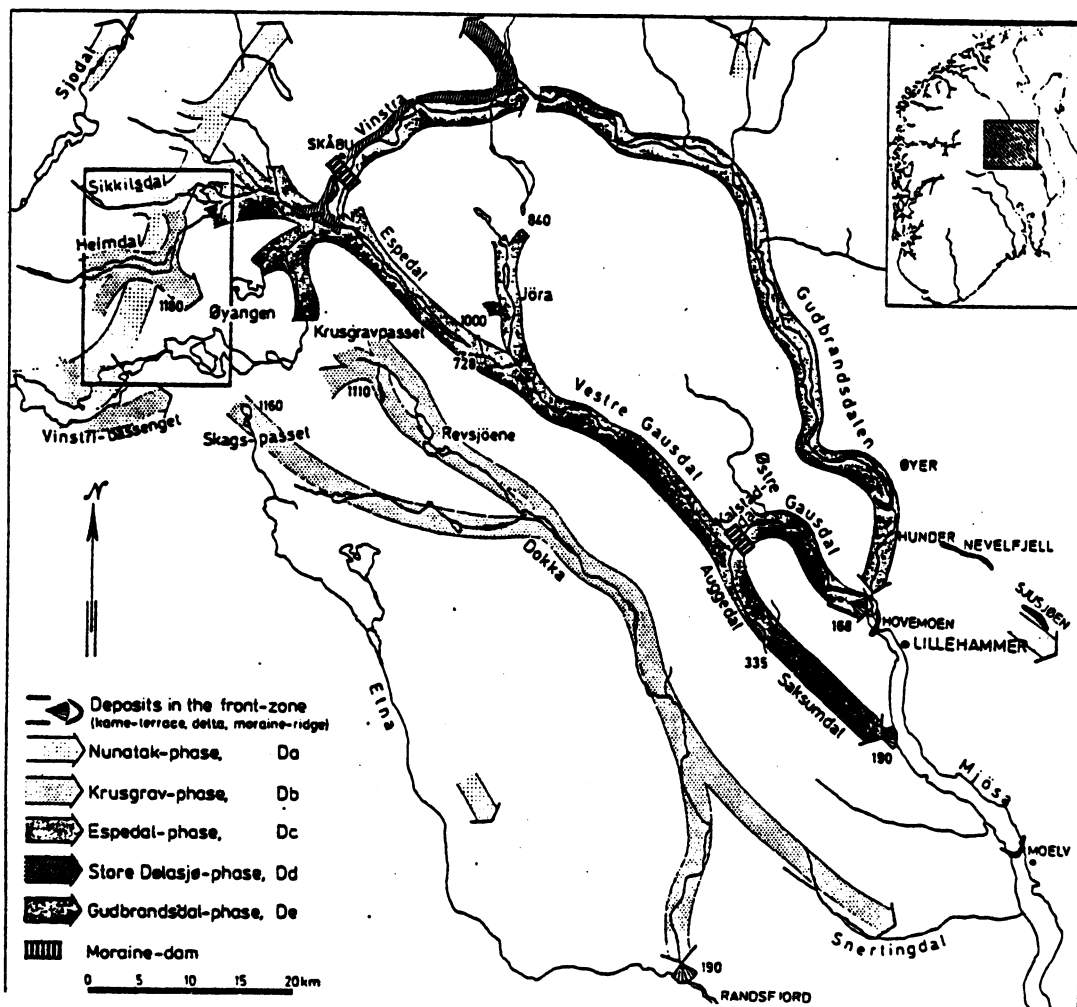 Sjodal
SKÅBU
Vinstra
Sikkilsdal
Heimdal
1180
Øyangen
Espedal
840
Jöra
1000
728
Krusgravpasset
1110
1160
Skags-passet
Revsjöene
Gudbrandsdalen
Vestre Gausdal
Østre Gausdal
ØYER
HUNDER
NEVELFJELL
SJUSJØEN
N
Dokka
Auggedal
168
HOVEMOEN
LILLEHAMMER
335
Saksumdal
190
Etna
Mjösa
MOELV
Snertingdal
190
RANDSFJORD
Deposits in the front-zone
(kame-terrace, delta, moraine-ridge)
Nunatak-phase, Da
Krusgrav-phase, Db
Espedal-phase, Dc
Store Dølasjø-phase, Dd
Gudbrandsdal-phase, De
Moraine-dam
0 5 10 15 20km